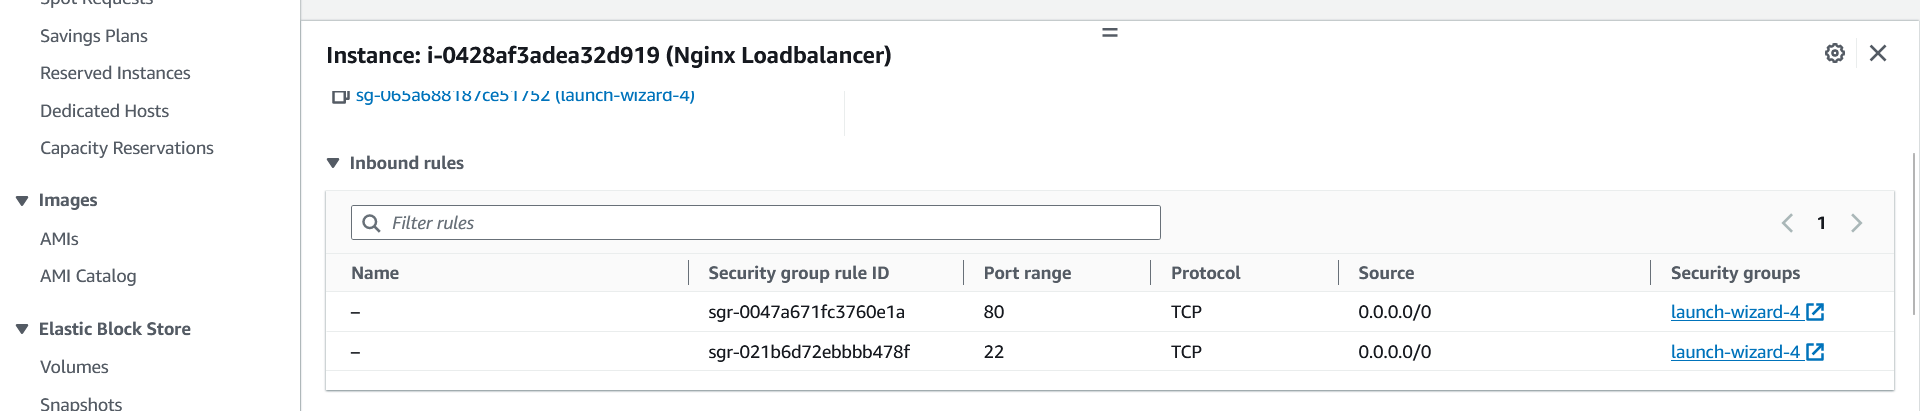 Spot Requests
Savings Plans
Reserved Instances
Dedicated Hosts
Capacity Reservations
Images
AMIs
AMI Catalog
Elastic Block Store
Volumes
Snapshots
Instance: i-0428af3adea32d919 (Nginx Loadbalancer)
sg-065a688187ce51752 (launch-wizard-4)
Inbound rules
Filter rules
1
Name Security group rule ID Port range Protocol Source Security groups
– sgr-0047a671fc3760e1a 80 TCP 0.0.0.0/0 launch-wizard-4
– sgr-021b6d72ebbbb478f 22 TCP 0.0.0.0/0 launch-wizard-4